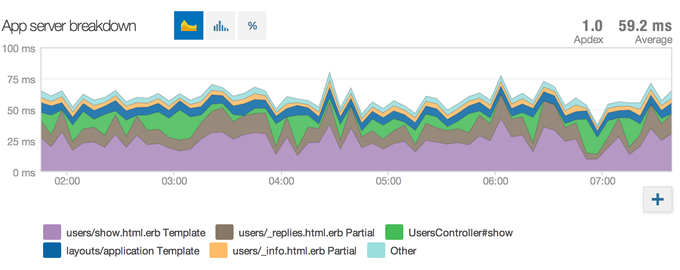 App server breakdown
%
1.0
Apdex
59.2 ms
Average
100 ms
75 ms
50 ms
25 ms
0 ms
02:00 03:00 04:00 05:00 06:00 07:00
+
users/show.html.erb Template users/_replies.html.erb Partial UsersController#show
layouts/application Template users/_info.html.erb Partial Other